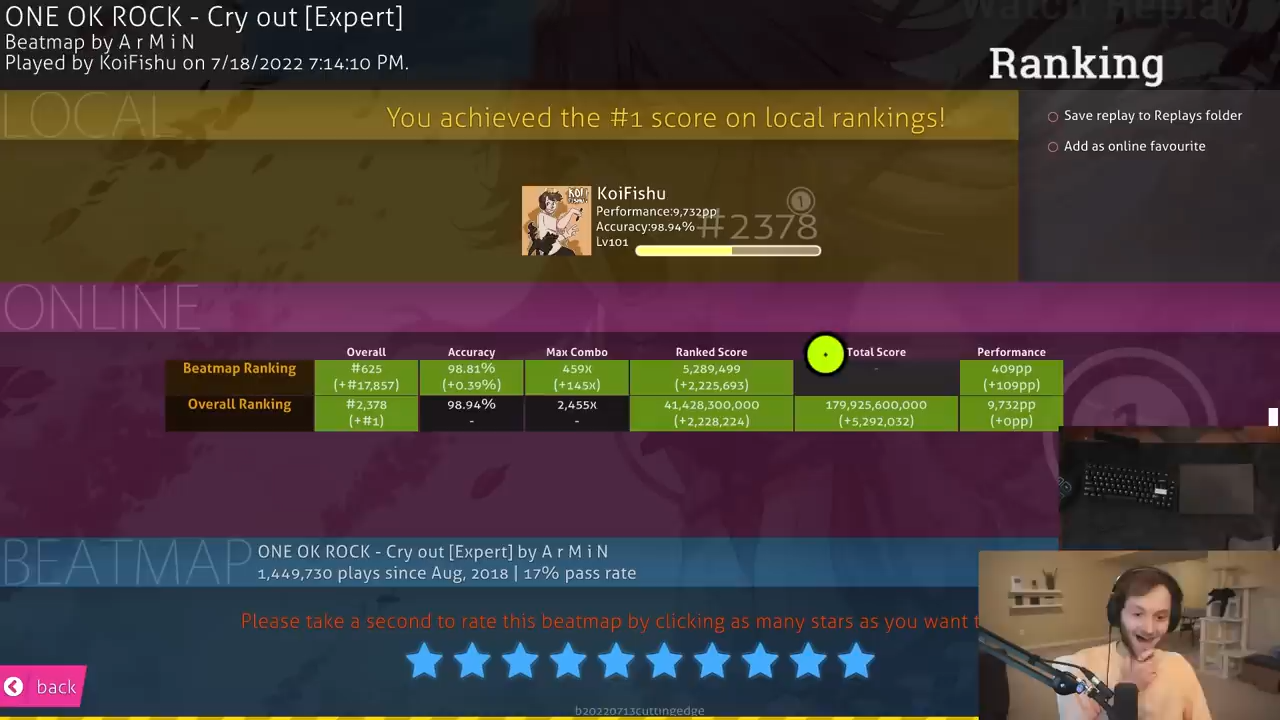 ONE OK ROCK - Cry out [Expert]
Watch Replay
Beatmap by A r M i N
Played by KoiFishu on 7/18/2022 7:14:10 PM.
Ranking
LOCAL
You achieved the #1 score on local rankings!
Save replay to Replays folder
Add as online favourite
KoiFishu
Performance:9,732pp
Accuracy:98.94%
Lv101
#2378
1
ONLINE
Overall Accuracy Max Combo Ranked Score Total Score Performance
Beatmap Ranking #625 98.81% 459x 5,289,499 - 409pp
(+#17,857) (+0.39%) (+145x) (+2,225,693) (+109pp)
Overall Ranking #2,378 98.94% 2,455x 41,428,300,000 179,925,600,000 9,732pp
(+#1) - - (+2,228,224) (+5,292,032) (+0pp)
BEATMAP
ONE OK ROCK - Cry out [Expert] by A r M i N
1,449,730 plays since Aug, 2018 | 17% pass rate
Please take a second to rate this beatmap by clicking as many stars as you want t
back
b20220713cuttingedge